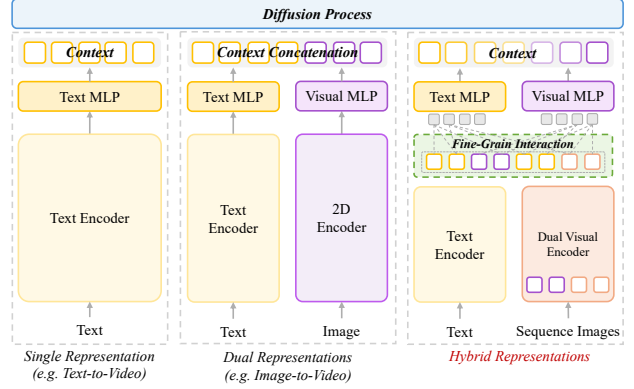 Diffusion Process
Context
Text MLP
Text Encoder
Text
Single Representation
(e.g. Text-to-Video)
Context Concatenation
Text MLP
Visual MLP
Text
Encoder
2D
Encoder
Text
Image
Dual Representations
(e.g. Image-to-Video)
Context
Text MLP
Visual MLP
Fine-Grain Interaction
Text
Encoder
Dual Visual
Encoder
Text
Sequence Images
Hybrid Representations